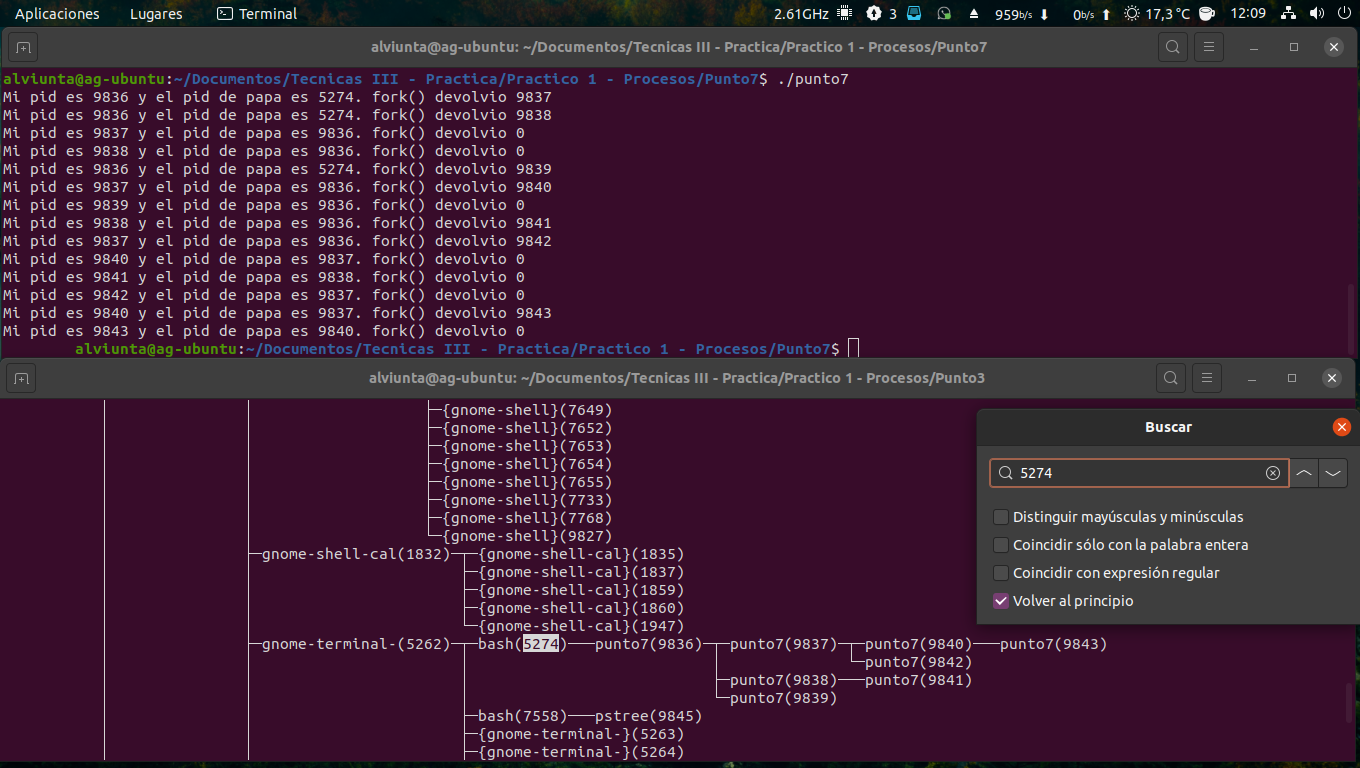 Aplicaciones Lugares Terminal 2.61GHz 3 959b/s 0b/s 17,3 °C 12:09
alviunta@ag-ubuntu: ~/Documentos/Tecnicas III - Practica/Practico 1 - Procesos/Punto7
alviunta@ag-ubuntu:~/Documentos/Tecnicas III - Practica/Practico 1 - Procesos/Punto7$ ./punto7
Mi pid es 9836 y el pid de papa es 5274. fork() devolvio 9837
Mi pid es 9836 y el pid de papa es 5274. fork() devolvio 9838
Mi pid es 9837 y el pid de papa es 9836. fork() devolvio 0
Mi pid es 9838 y el pid de papa es 9836. fork() devolvio 0
Mi pid es 9836 y el pid de papa es 5274. fork() devolvio 9839
Mi pid es 9837 y el pid de papa es 9836. fork() devolvio 9840
Mi pid es 9839 y el pid de papa es 9836. fork() devolvio 0
Mi pid es 9838 y el pid de papa es 9836. fork() devolvio 9841
Mi pid es 9837 y el pid de papa es 9836. fork() devolvio 9842
Mi pid es 9840 y el pid de papa es 9837. fork() devolvio 0
Mi pid es 9841 y el pid de papa es 9838. fork() devolvio 0
Mi pid es 9842 y el pid de papa es 9837. fork() devolvio 0
Mi pid es 9840 y el pid de papa es 9837. fork() devolvio 9843
Mi pid es 9843 y el pid de papa es 9840. fork() devolvio 0
alviunta@ag-ubuntu:~/Documentos/Tecnicas III - Practica/Practico 1 - Procesos/Punto7$
alviunta@ag-ubuntu: ~/Documentos/Tecnicas III - Practica/Practico 1 - Procesos/Punto3
{gnome-shell}(7649)
{gnome-shell}(7652)
{gnome-shell}(7653)
{gnome-shell}(7654)
{gnome-shell}(7655)
{gnome-shell}(7733)
{gnome-shell}(7768)
{gnome-shell}(9827)
gnome-shell-cal(1832) {gnome-shell-cal}(1835)
{gnome-shell-cal}(1837)
{gnome-shell-cal}(1859)
{gnome-shell-cal}(1860)
{gnome-shell-cal}(1947)
gnome-terminal-(5262) bash(5274) punto7(9836) punto7(9837) punto7(9840) punto7(9843)
punto7(9842)
punto7(9838) punto7(9841)
punto7(9839)
bash(7558) pstree(9845)
{gnome-terminal-}(5263)
{gnome-terminal-}(5264)
Buscar
5274
Distinguir mayúsculas y minúsculas
Coincidir sólo con la palabra entera
Coincidir con expresión regular
Volver al principio